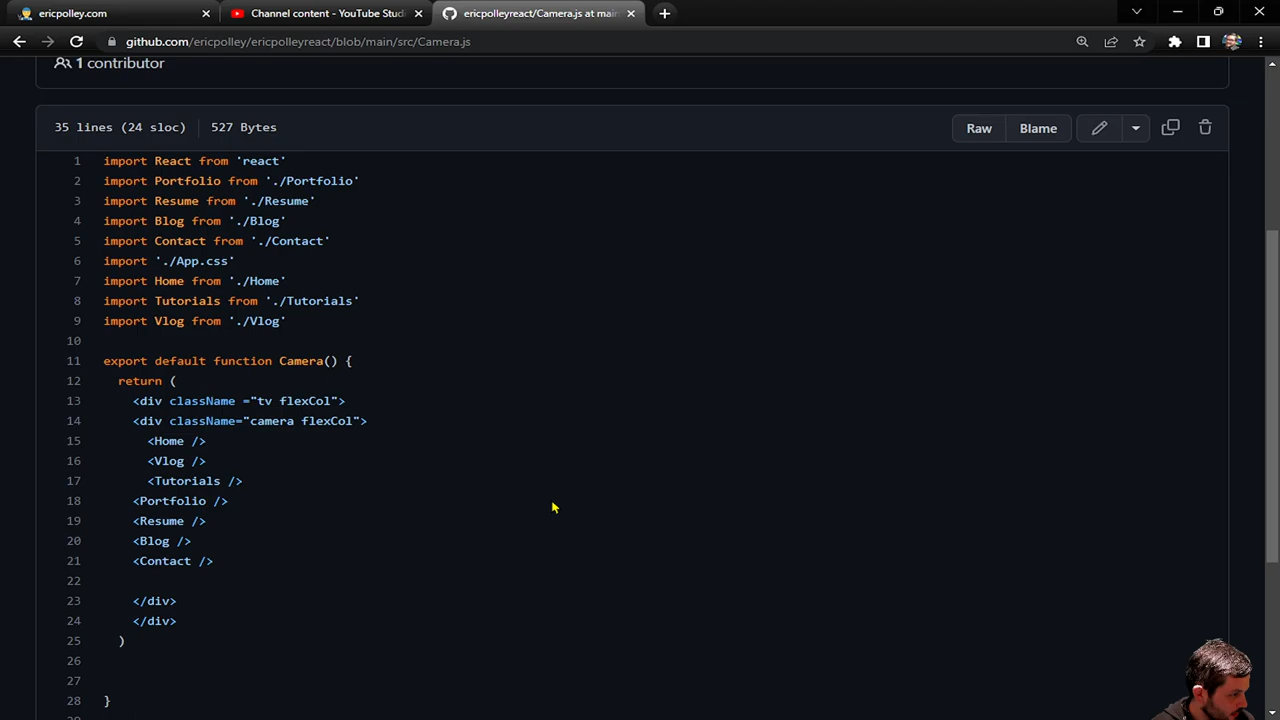 ericpolley.com
Channel content - YouTube Studi
ericpolleyreact/Camera.js at main
github.com/ericpolley/ericpolleyreact/blob/main/src/Camera.js
1 contributor
35 lines (24 sloc) 527 Bytes
Raw Blame
1 import React from 'react'
2 import Portfolio from './Portfolio'
3 import Resume from './Resume'
4 import Blog from './Blog'
5 import Contact from './Contact'
6 import './App.css'
7 import Home from './Home'
8 import Tutorials from './Tutorials'
9 import Vlog from './Vlog'
10
11 export default function Camera() {
12 return (
13 <div className ="tv flexCol">
14 <div className="camera flexCol">
15 <Home />
16 <Vlog />
17 <Tutorials />
18 <Portfolio />
19 <Resume />
20 <Blog />
21 <Contact />
22
23 </div>
24 </div>
25 )
26
27
28 }